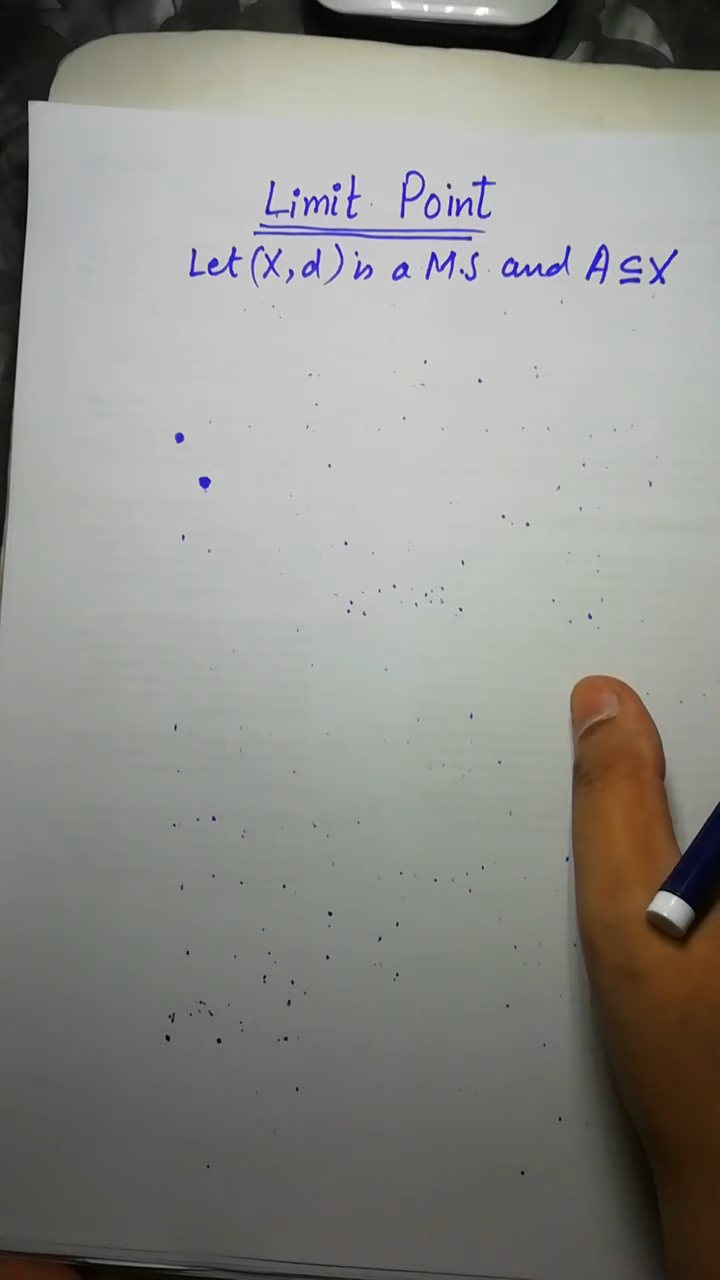 Limit Point
Let (X,d) is a M.S. and A ⊆ X